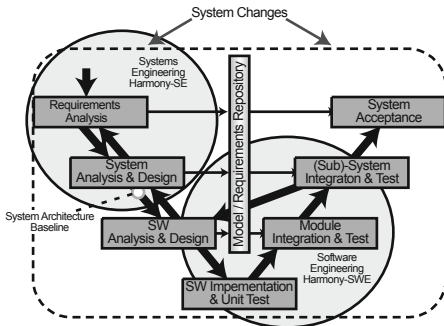 System Changes
Systems
Engineering
Harmony-SE
Requirements
Analysis
Model / Requirements Repository
System
Acceptance
System
Analysis & Design
(Sub)-System
Integraton & Test
System Architecture
Baseline
SW
Analysis & Design
Module
Integration & Test
Software
Engineering
Harmony-SWE
SW Impementation
& Unit Test